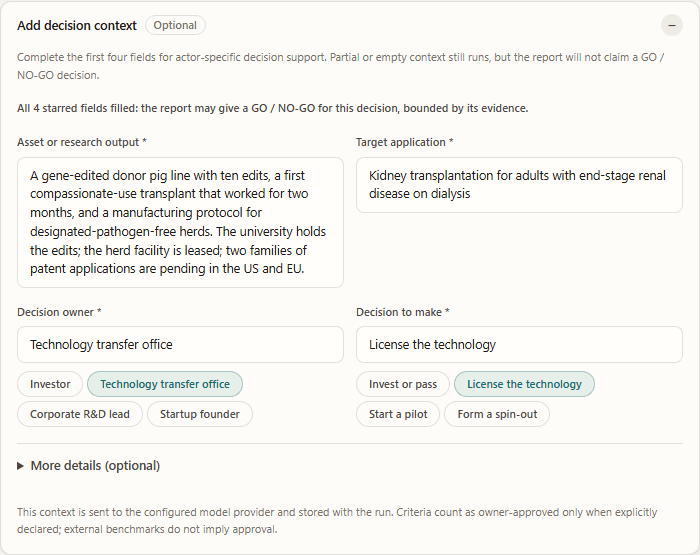 Add decision context
Optional
−
Complete the first four fields for actor-specific decision support. Partial or empty context still runs, but the report will not claim a GO /
NO-GO decision.
All 4 starred fields filled: the report may give a GO / NO-GO for this decision, bounded by its evidence.
Asset or research output *
A gene-edited donor pig line with ten edits, a first
compassionate-use transplant that worked for two
months, and a manufacturing protocol for
designated-pathogen-free herds. The university holds
the edits; the herd facility is leased; two families of
patent applications are pending in the US and EU.
Target application *
Kidney transplantation for adults with end-stage renal
disease on dialysis
Decision owner *
Technology transfer office
Investor
Technology transfer office
Corporate R&D lead
Startup founder
Decision to make *
License the technology
Invest or pass
License the technology
Start a pilot
Form a spin-out
More details (optional)
This context is sent to the configured model provider and stored with the run. Criteria count as owner-approved only when explicitly
declared; external benchmarks do not imply approval.